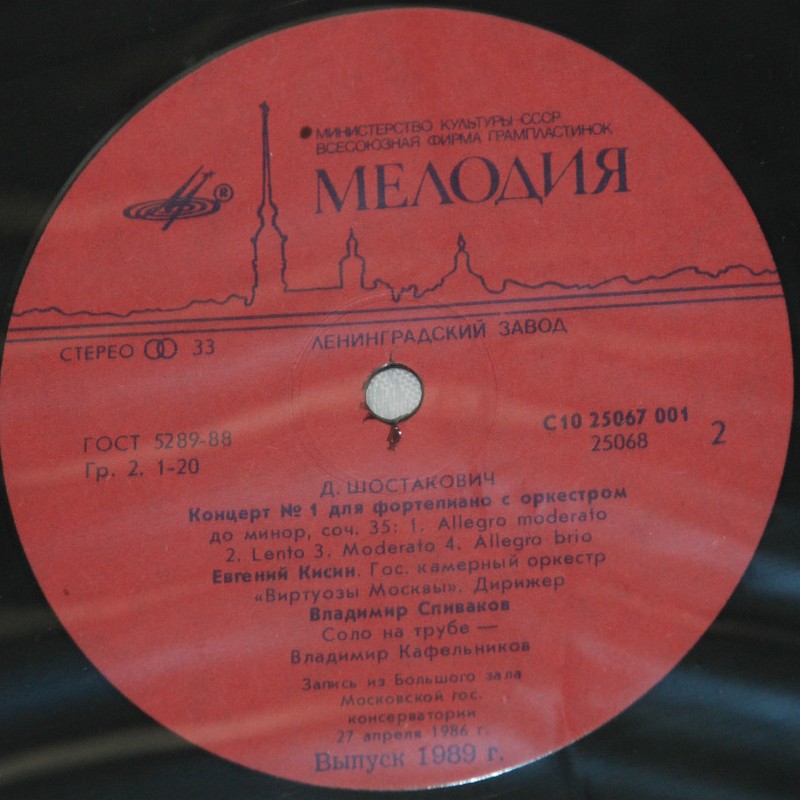 МИНИСТЕРСТВО КУЛЬТУРЫ СССР
ВСЕСОЮЗНАЯ ФИРМА ГРАМПЛАСТИНОК
МЕЛОДИЯ
®
ЛЕНИНГРАДСКИЙ ЗАВОД
СТЕРЕО 33
ГОСТ 5289-88
Гр. 2. 1-20
С10 25067 001
25068
2
Д. ШОСТАКОВИЧ
Концерт № 1 для фортепиано с оркестром
до минор, соч. 35: 1. Allegro moderato
2. Lento 3. Moderato 4. Allegro brio
Евгений Кисин. Гос. камерный оркестр
«Виртуозы Москвы». Дирижер
Владимир Спиваков
Соло на трубе —
Владимир Кафельников
Запись из Большого зала
Московской гос.
консерватории
27 апреля 1986 г.
Выпуск 1989 г.